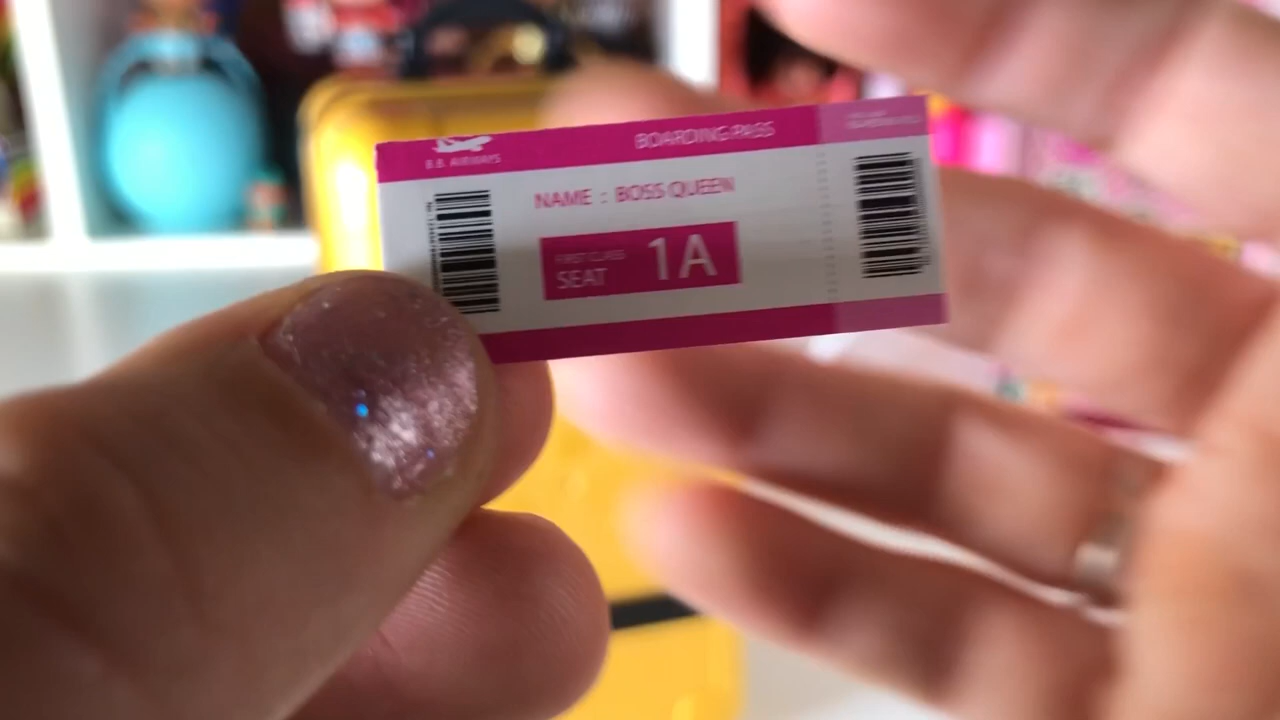 B.B. AIRWAYS
BOARDING PASS
NAME : BOSS QUEEN
FIRST CLASS
SEAT
1A